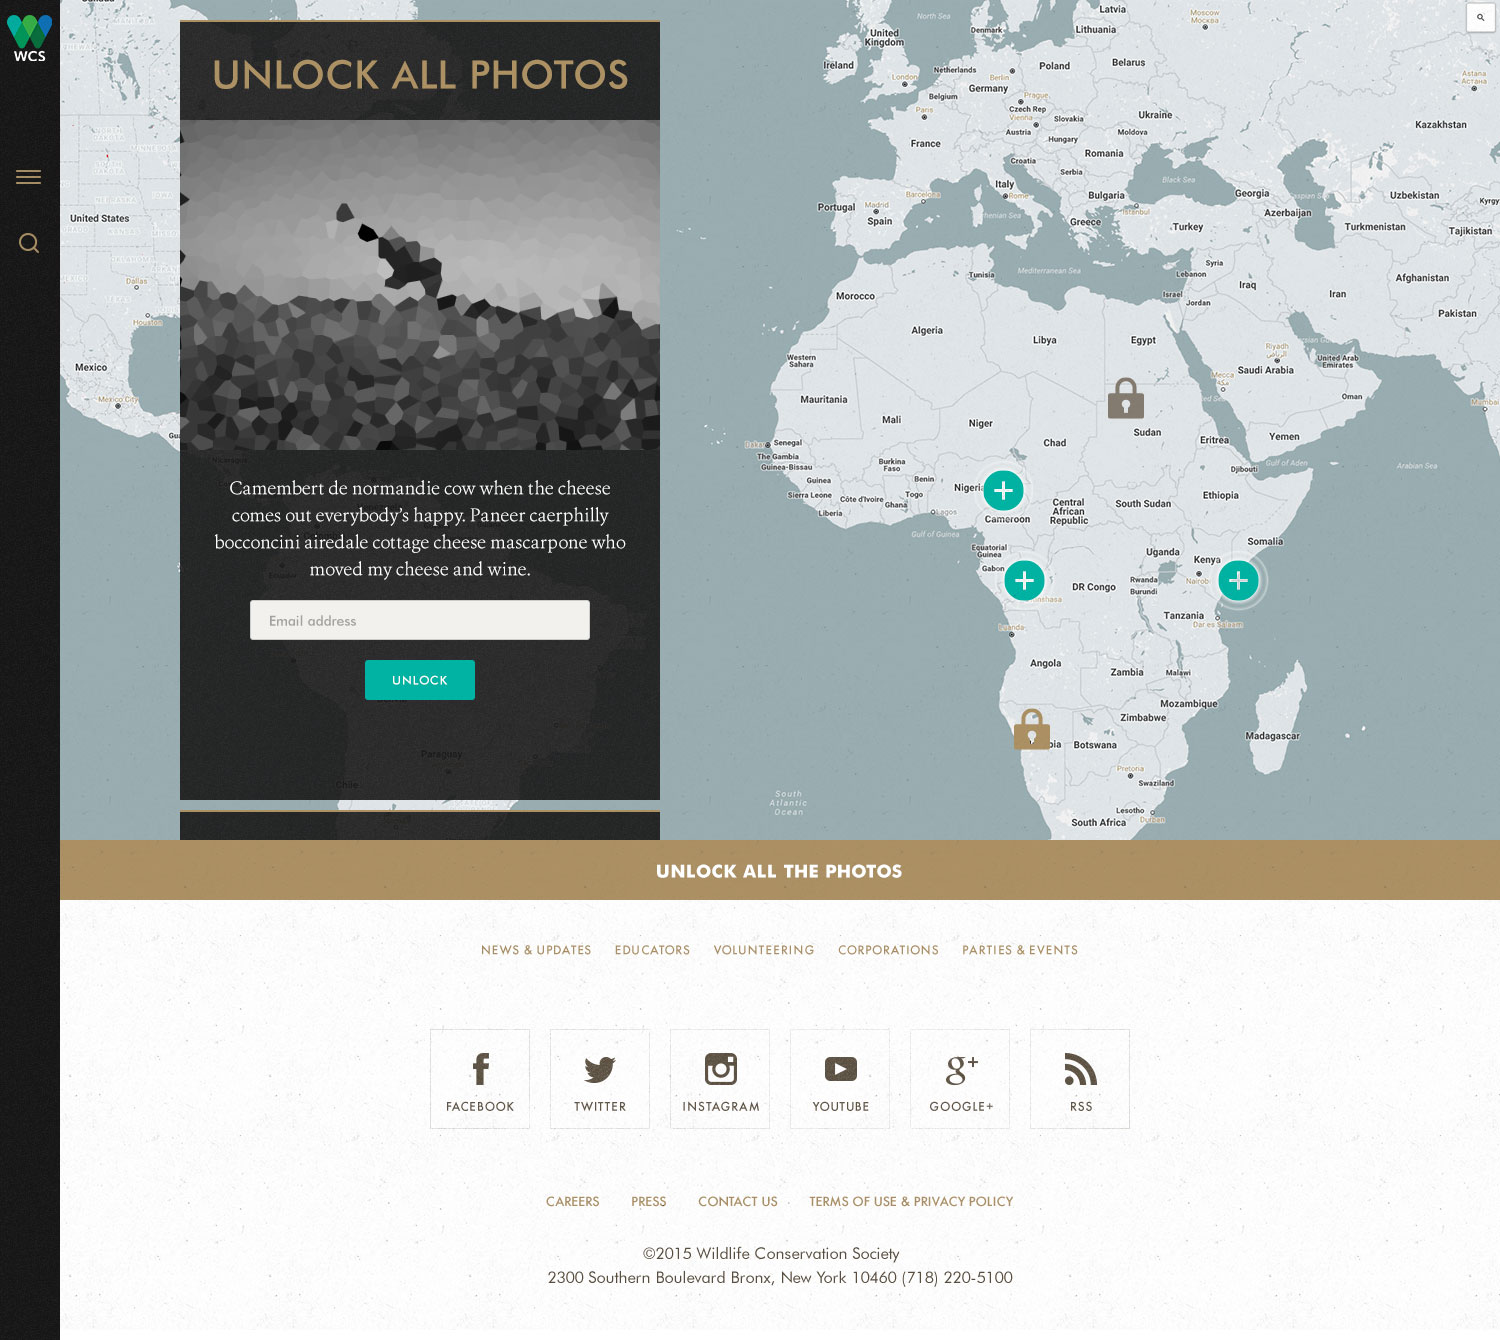 WCS
UNLOCK ALL PHOTOS
Camembert de normandie cow when the cheese
comes out everybody's happy. Paneer caerphilly
bocconcini airedale cottage cheese mascarpone who
moved my cheese and wine.
Email address
UNLOCK
United States
Dallas
Houston
Mexico
Mexico City
Paraguay
Chile
North Sea
Latvia
Moscow
Москва
United
Kingdom
Denmark
Lithuania
Ireland
London
Netherlands
Berlin
Poland
Belarus
Astana
Астана
Belgium
Germany
Paris
Prague
Czech Rep
Vienna
Slovakia
Ukraine
Kazakhstan
Austria
Hungary
Moldova
France
Croatia
Romania
Serbia
Black Sea
Italy
Rome
Bulgaria
Georgia
Uzbekistan
Portugal
Madrid
Barcelona
Spain
Istanbul
Azerbaijan
Greece
Turkey
Turkmenistan
Tajikistan
Tunisia
Mediterranean Sea
Syria
Lebanon
Iraq
Iran
Afghanistan
Morocco
Israel
Jordan
Pakistan
Algeria
Libya
Egypt
Riyadh
الرياض
United Arab
Emirates
Western
Sahara
Saudi Arabia
Mecca
مكة
Oman
Mumbai
Mauritania
Mali
Niger
Chad
Sudan
Eritrea
Yemen
Dakar
Senegal
The Gambia
Guinea-Bissau
Burkina
Faso
Djibouti
Gulf of Aden
Arabian Sea
Guinea
Benin
Sierra Leone
Côte d'Ivoire
Togo
Ghana
Liberia
Lagos
Cameroon
Central
African
Republic
South Sudan
Ethiopia
Gulf of Guinea
Equatorial
Guinea
Gabon
Uganda
Kenya
Somalia
DR Congo
Rwanda
Burundi
Tanzania
Dar es Salaam
Luanda
Angola
Zambia
Malawi
Mozambique
Zimbabwe
Botswana
Madagascar
Pretoria
Swaziland
Lesotho
Durban
South Africa
South
Atlantic
Ocean
UNLOCK ALL THE PHOTOS
NEWS & UPDATES EDUCATORS VOLUNTEERING CORPORATIONS PARTIES & EVENTS
FACEBOOK TWITTER INSTAGRAM YOUTUBE GOOGLE+ RSS
CAREERS PRESS CONTACT US TERMS OF USE & PRIVACY POLICY
©2015 Wildlife Conservation Society
2300 Southern Boulevard Bronx, New York 10460 (718) 220-5100